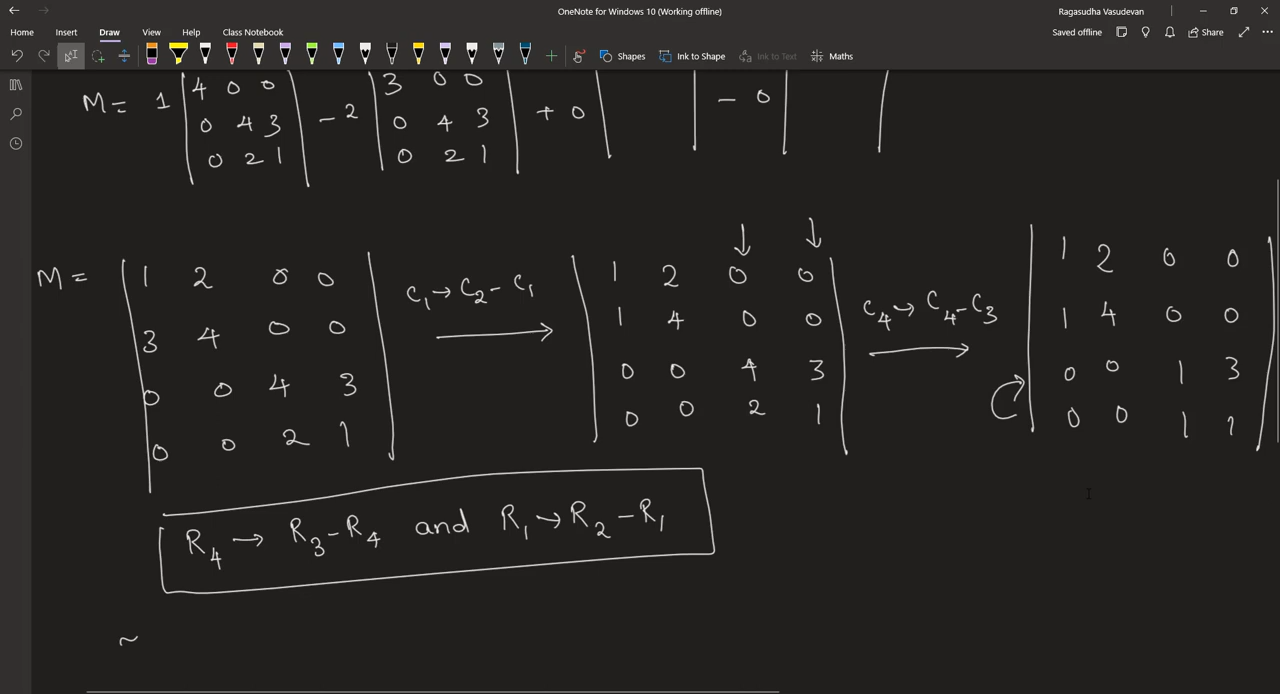 OneNote for Windows 10 (Working offline)
Ragasudha Vasudevan
Home Insert Draw View Help Class Notebook
Saved offline Share
Shapes Ink to Shape Ink to Text Maths
M = 1 | 4 0 0 | - 2 | 3 0 0 | + 0 | | - 0 | |
0 4 3 0 4 3
0 2 1 0 2 1
M = | 1 2 0 0 | C₁ → C₂ - C₁ | 1 2 0 0 | C₄ → C₄ - C₃ | 1 2 0 0 |
3 4 0 0 1 4 0 0 1 4 0 0
0 0 4 3 0 0 4 3 0 0 1 3
0 0 2 1 0 0 2 1 0 0 1 1
R₄ → R₃ - R₄ and R₁ → R₂ - R₁
~